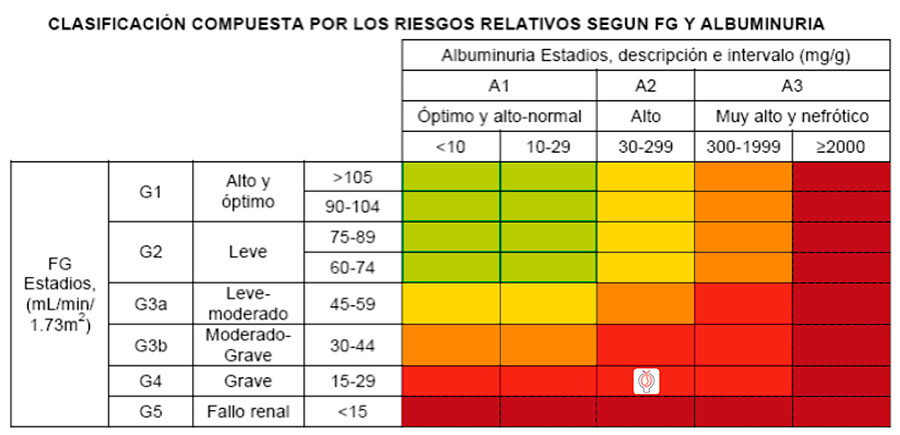 CLASIFICACIÓN COMPUESTA POR LOS RIESGOS RELATIVOS SEGUN FG Y ALBUMINURIA
Albuminuria Estadios, descripción e intervalo (mg/g)
A1 A2 A3
Óptimo y alto-normal Alto Muy alto y nefrótico
<10 10-29 30-299 300-1999 ≥2000
FG
Estadios,
(mL/min/
1.73m²)
G1 Alto y
óptimo
>105
90-104
G2 Leve
75-89
60-74
G3a Leve-
moderado
45-59
G3b Moderado-
Grave
30-44
G4 Grave 15-29
G5 Fallo renal <15